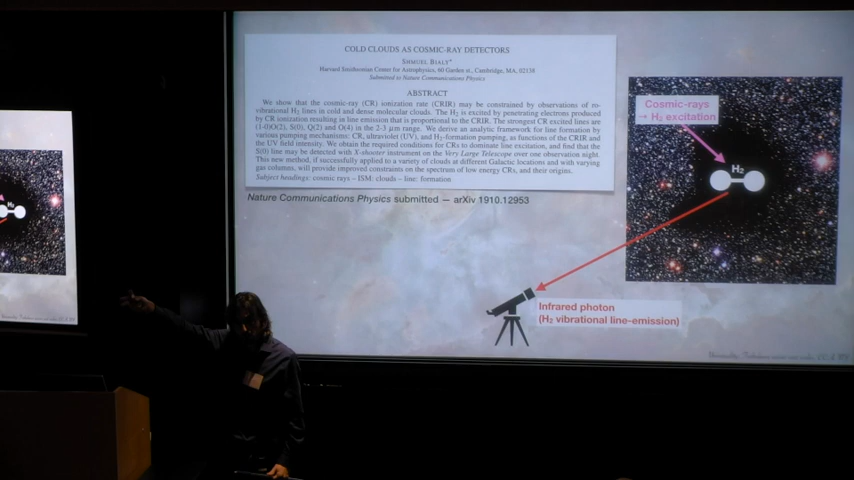 COLD CLOUDS AS COSMIC-RAY DETECTORS
SHMUEL BIALY*
Harvard Smithsonian Center for Astrophysics, 60 Garden st., Cambridge, MA, 02138
Submitted to Nature Communications Physics
ABSTRACT
We show that the cosmic-ray (CR) ionization rate (CRIR) may be constrained by observations of ro-
vibrational H₂ lines in cold and dense molecular clouds. The H₂ is excited by penetrating electrons produced
by CR ionization resulting in line emission that is proportional to the CRIR. The strongest CR excited lines are
(1-0)O(2), S(0), Q(2) and O(4) in the 2-3 μm range. We derive an analytic framework for line formation by
various pumping mechanisms: CR, ultraviolet (UV), and H₂-formation pumping, as functions of the CRIR and
the UV field intensity. We obtain the required conditions for CRs to dominate line excitation, and find that the
S(0) line may be detected with X-shooter instrument on the Very Large Telescope over one observation night.
This new method, if successfully applied to a variety of clouds at different Galactic locations and with varying
gas columns, will provide improved constraints on the spectrum of low energy CRs, and their origins.
Subject headings: cosmic rays – ISM: clouds – line: formation
Nature Communications Physics submitted — arXiv 1910.12953
Cosmic-rays
→ H₂ excitation
H₂
Infrared photon
(H₂ vibrational line-emission)
H₂